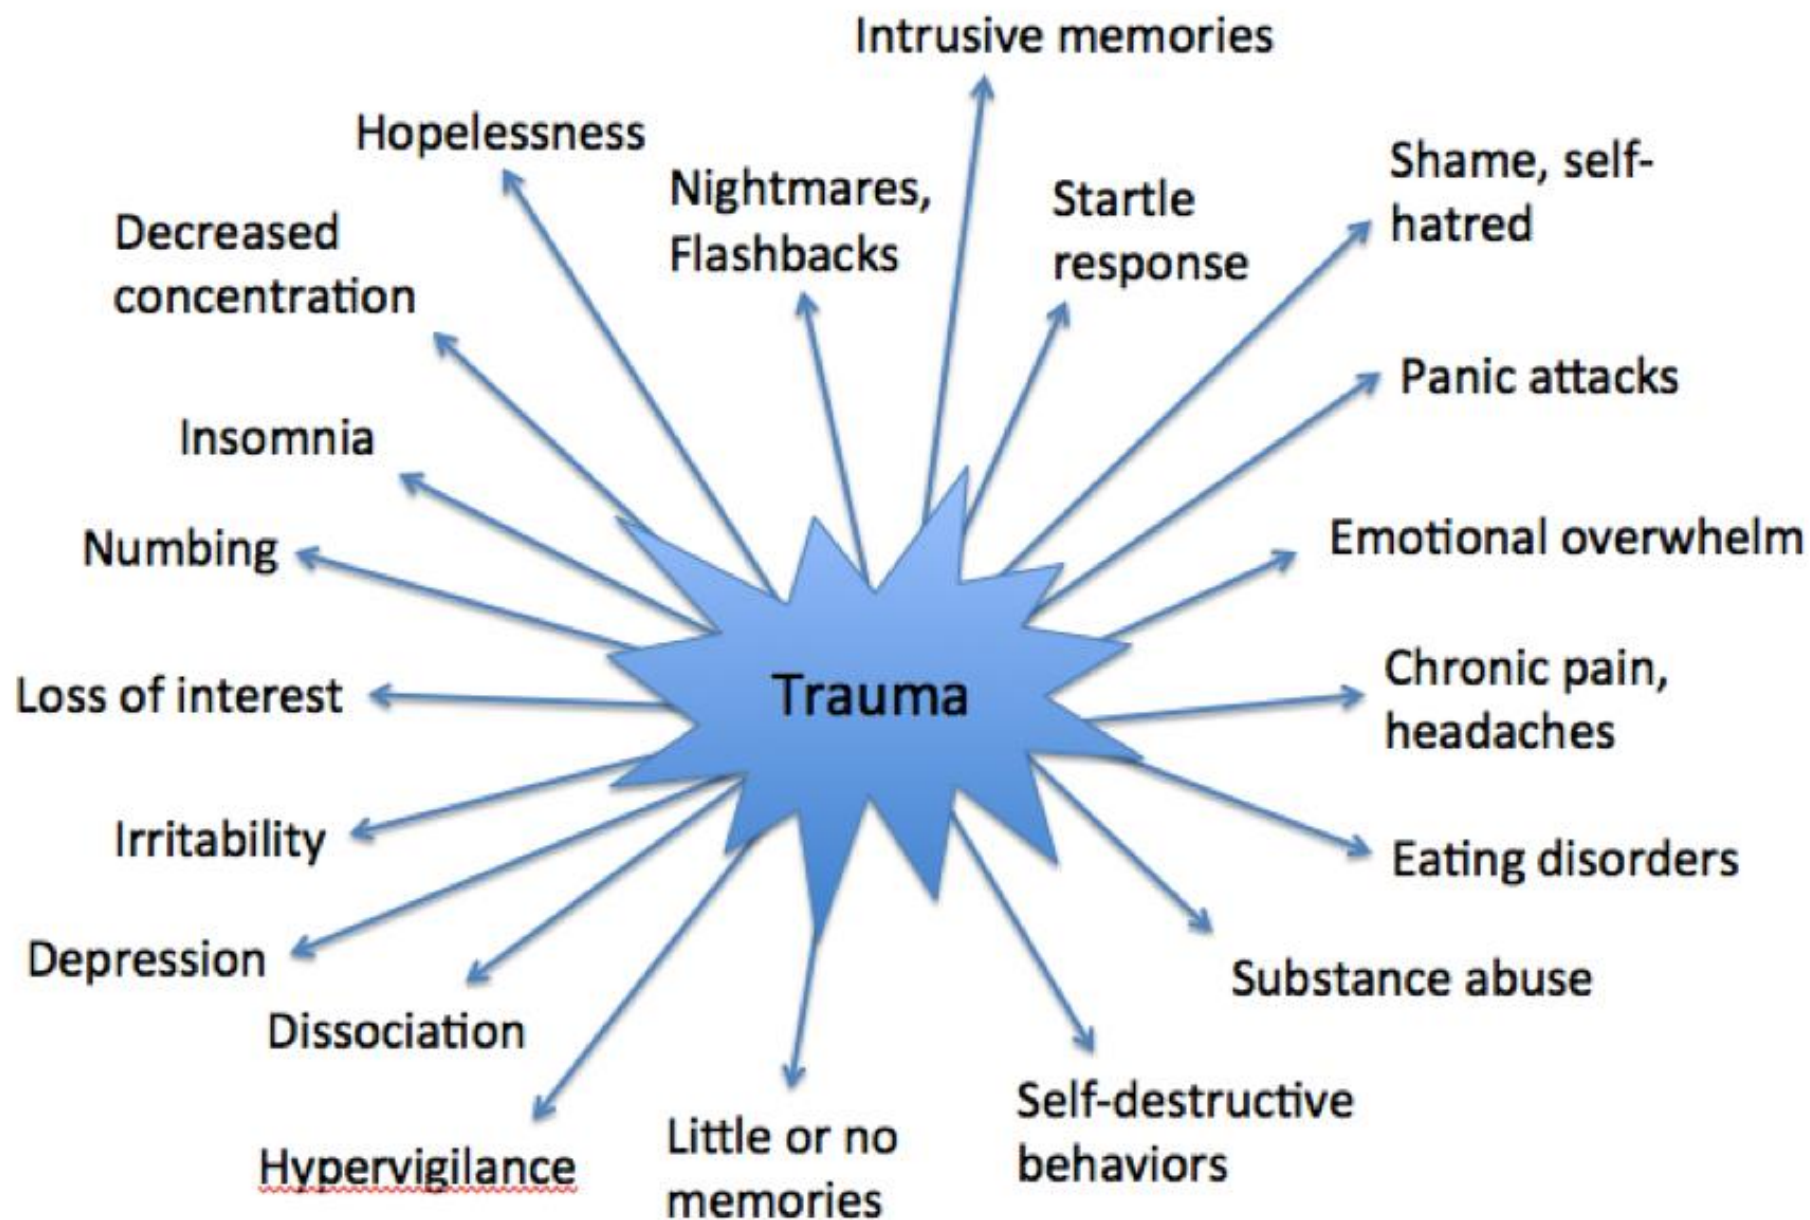 Intrusive memories
Hopelessness
Nightmares,
Flashbacks
Startle
response
Shame, self-
hatred
Decreased
concentration
Panic attacks
Insomnia
Numbing
Emotional overwhelm
Loss of interest
Trauma
Chronic pain,
headaches
Irritability
Eating disorders
Depression
Substance abuse
Dissociation
Hypervigilance
Little or no
memories
Self-destructive
behaviors